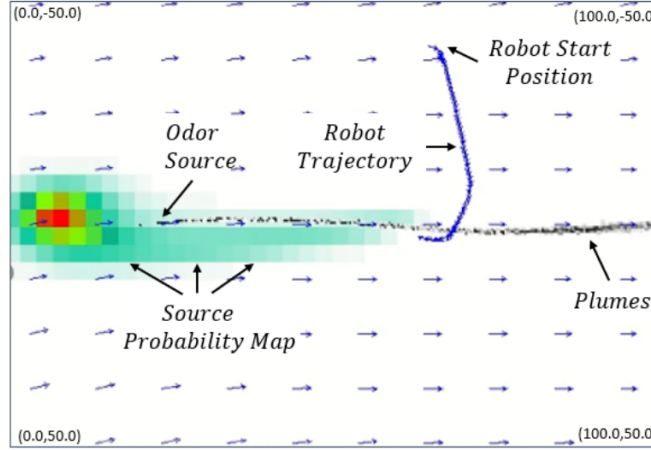 (0.0,-50.0)
(100.0,-50.0
Robot Start
Position
Odor
Source
Robot
Trajectory
Plumes
Source
Probability Map
(0.0,50.0)
(100.0,50.0